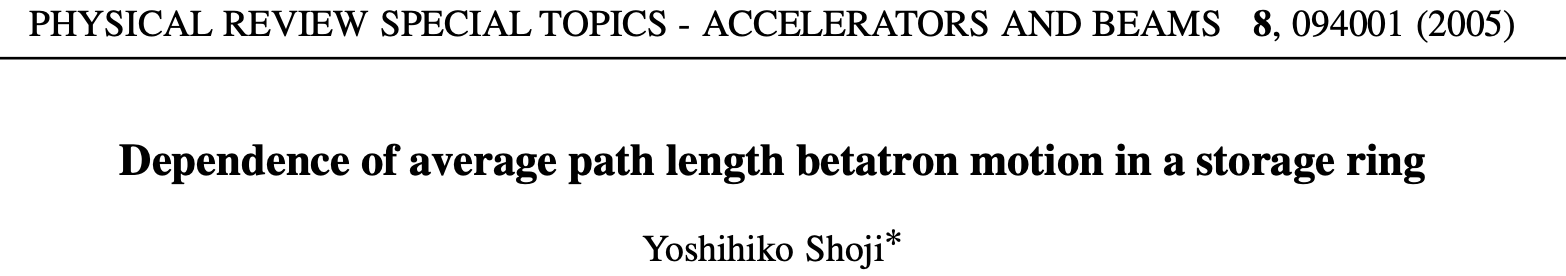 PHYSICAL REVIEW SPECIAL TOPICS - ACCELERATORS AND BEAMS 8, 094001 (2005)
Dependence of average path length betatron motion in a storage ring
Yoshihiko Shoji*